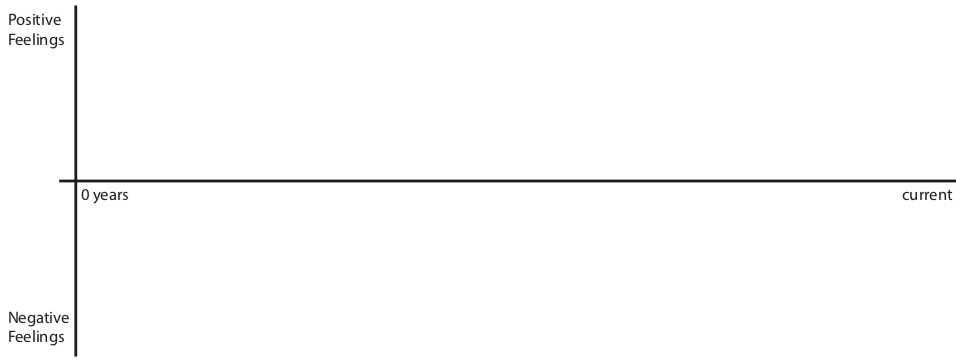 Positive
Feelings
0 years
current
Negative
Feelings